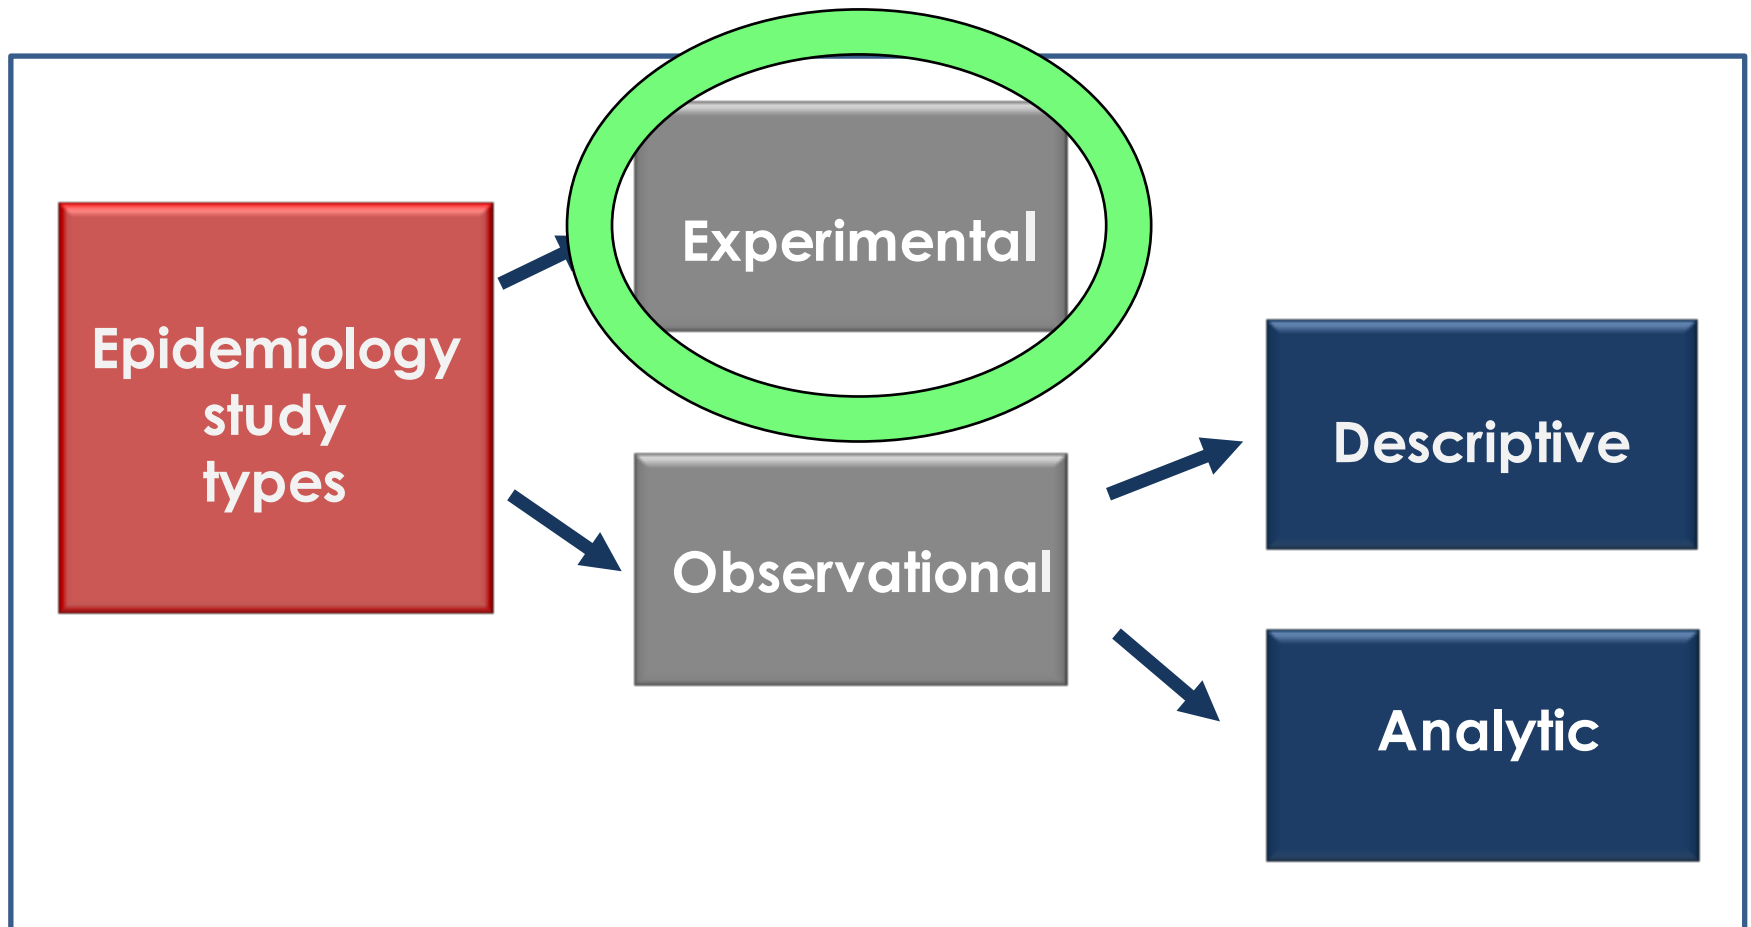 Epidemiology
study
types
Experimental
Observational
Descriptive
Analytic